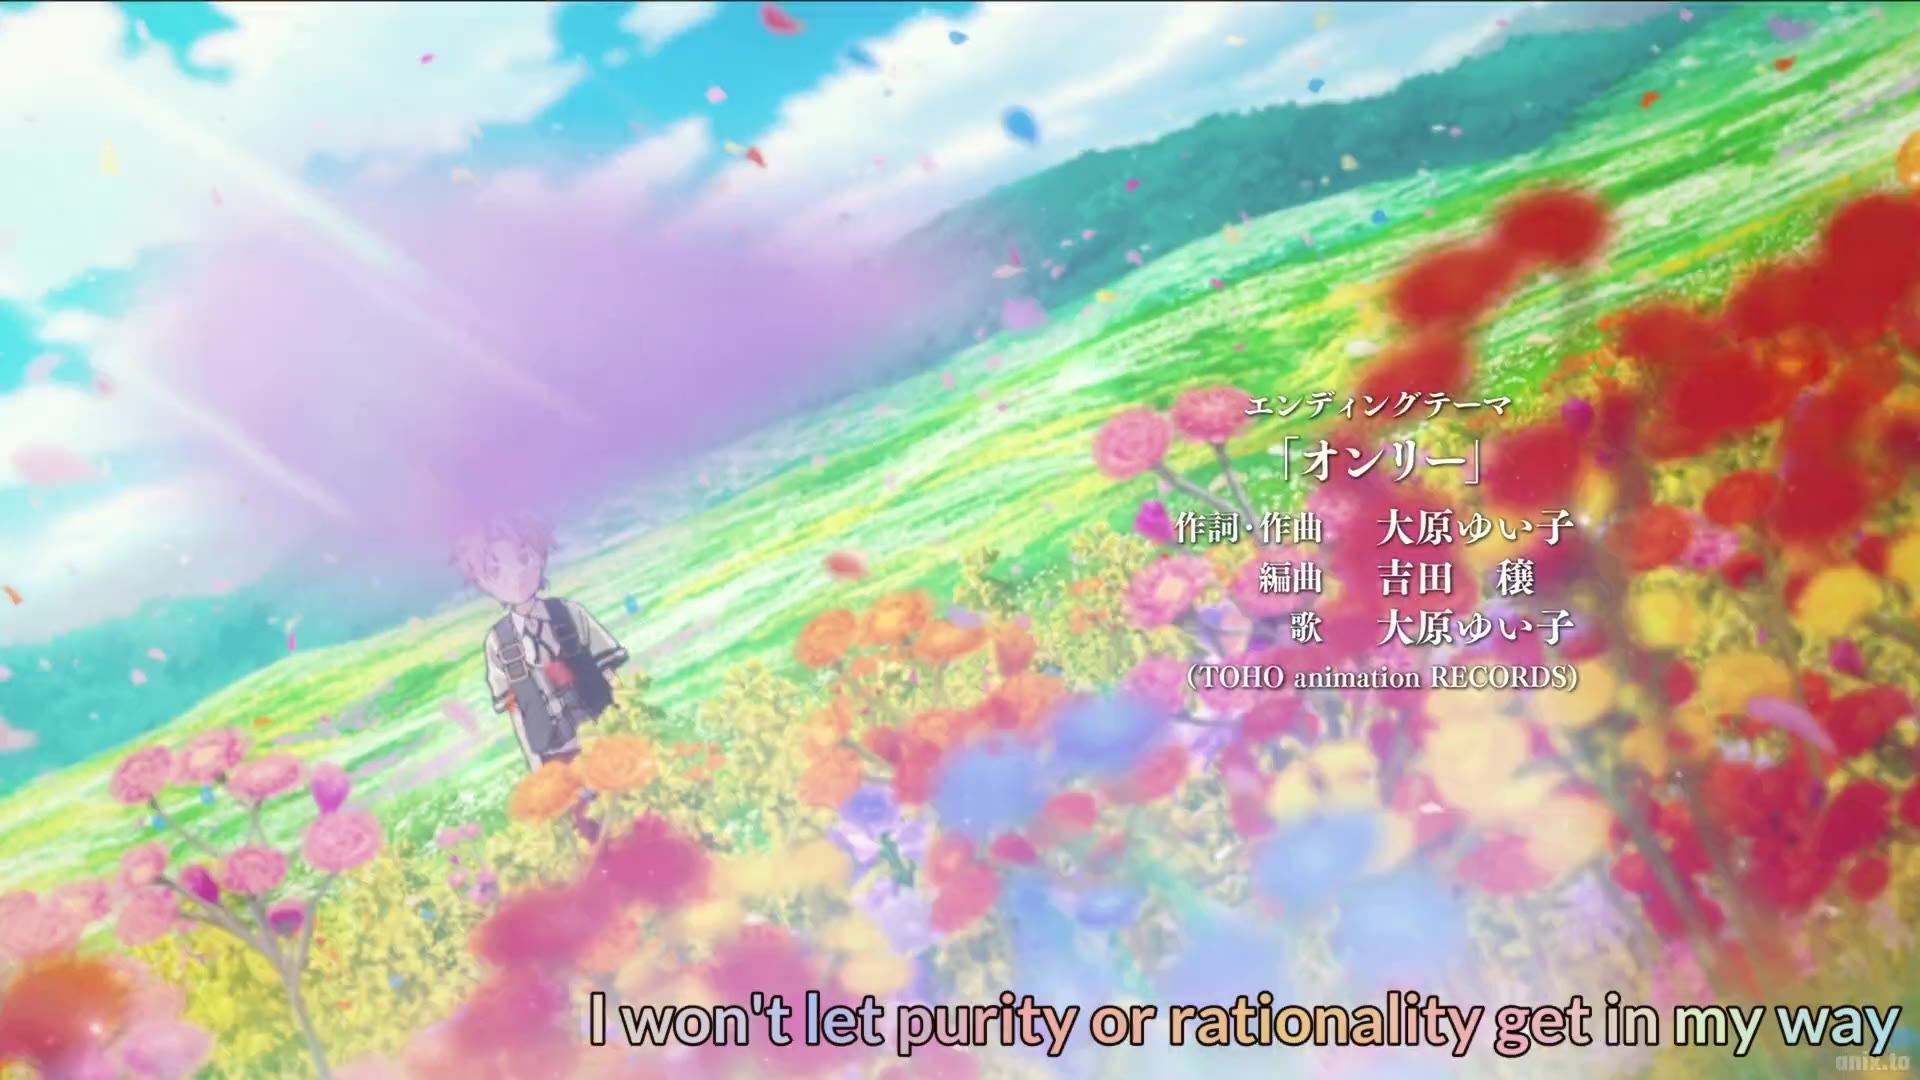 エンディングテーマ
「オンリー」
作詞・作曲 大原ゆい子
編曲 吉田 穣
歌 大原ゆい子
(TOHO animation RECORDS)
I won't let purity or rationality get in my way
anix.to